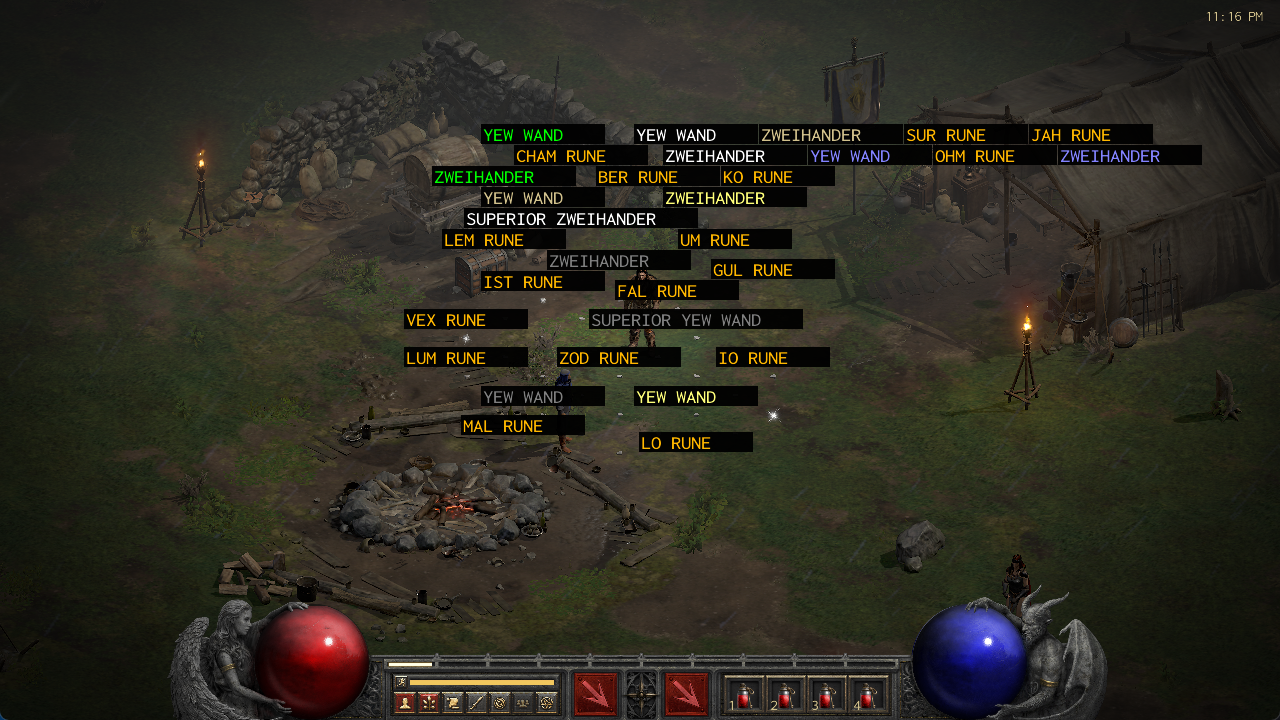 11:16 PM
YEW WAND
YEW WAND
ZWEIHANDER
SUR RUNE
JAH RUNE
CHAM RUNE
ZWEIHANDER
YEW WAND
OHM RUNE
ZWEIHANDER
ZWEIHANDER
BER RUNE
KO RUNE
YEW WAND
ZWEIHANDER
SUPERIOR ZWEIHANDER
LEM RUNE
UM RUNE
ZWEIHANDER
GUL RUNE
IST RUNE
FAL RUNE
VEX RUNE
SUPERIOR YEW WAND
LUM RUNE
ZOD RUNE
IO RUNE
YEW WAND
YEW WAND
MAL RUNE
LO RUNE
1
2
3
4